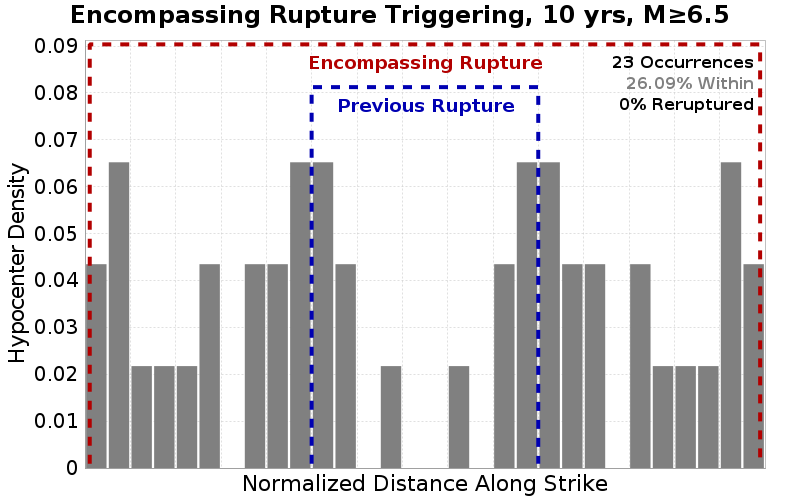 Encompassing Rupture Triggering, 10 yrs, M≥6.5
0.09
0.08
0.07
0.06
0.05
0.04
0.03
0.02
0.01
0
Hypocenter Density
Encompassing Rupture
Previous Rupture
23 Occurrences
26.09% Within
0% Reruptured
Normalized Distance Along Strike